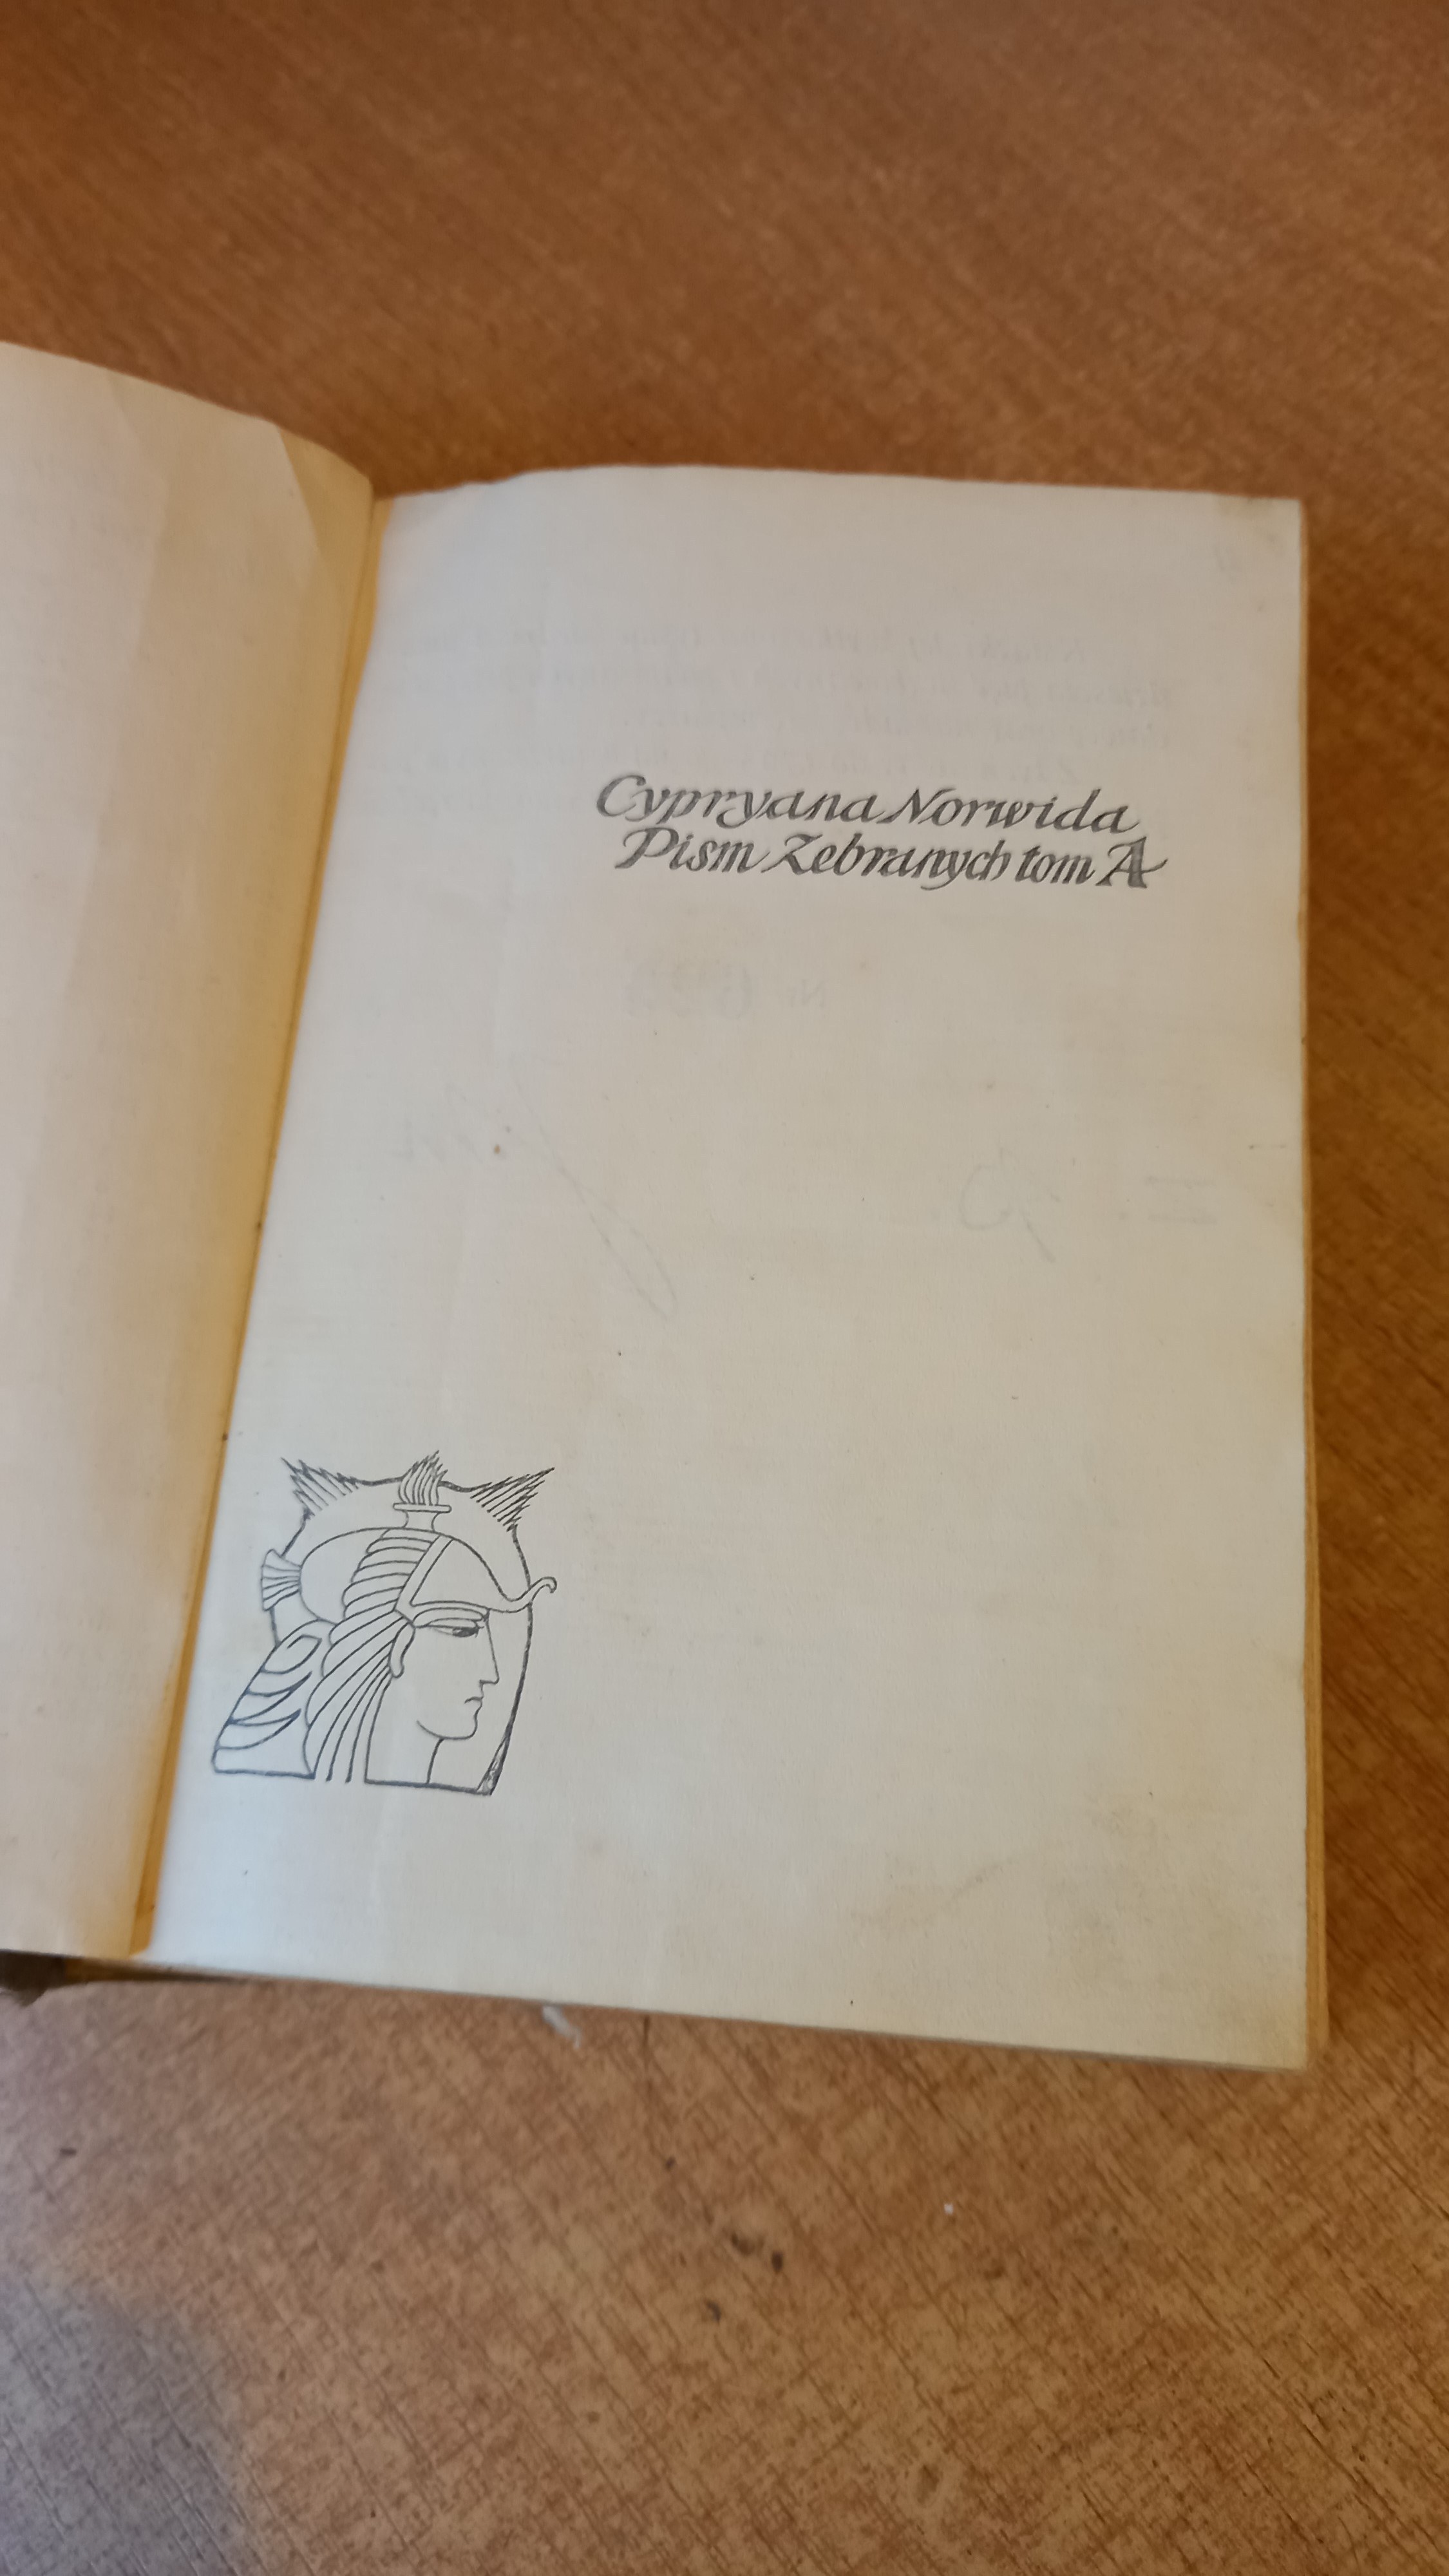 Cypryana Norwida
Pism Zebranych tom A